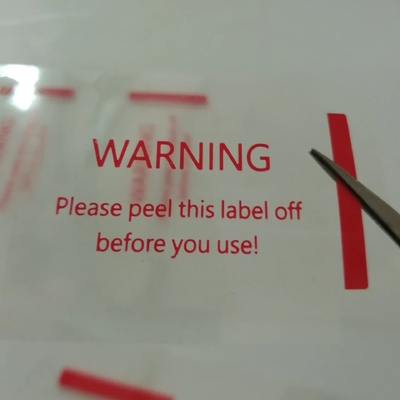 WARNING
Please peel this label off
before you use!